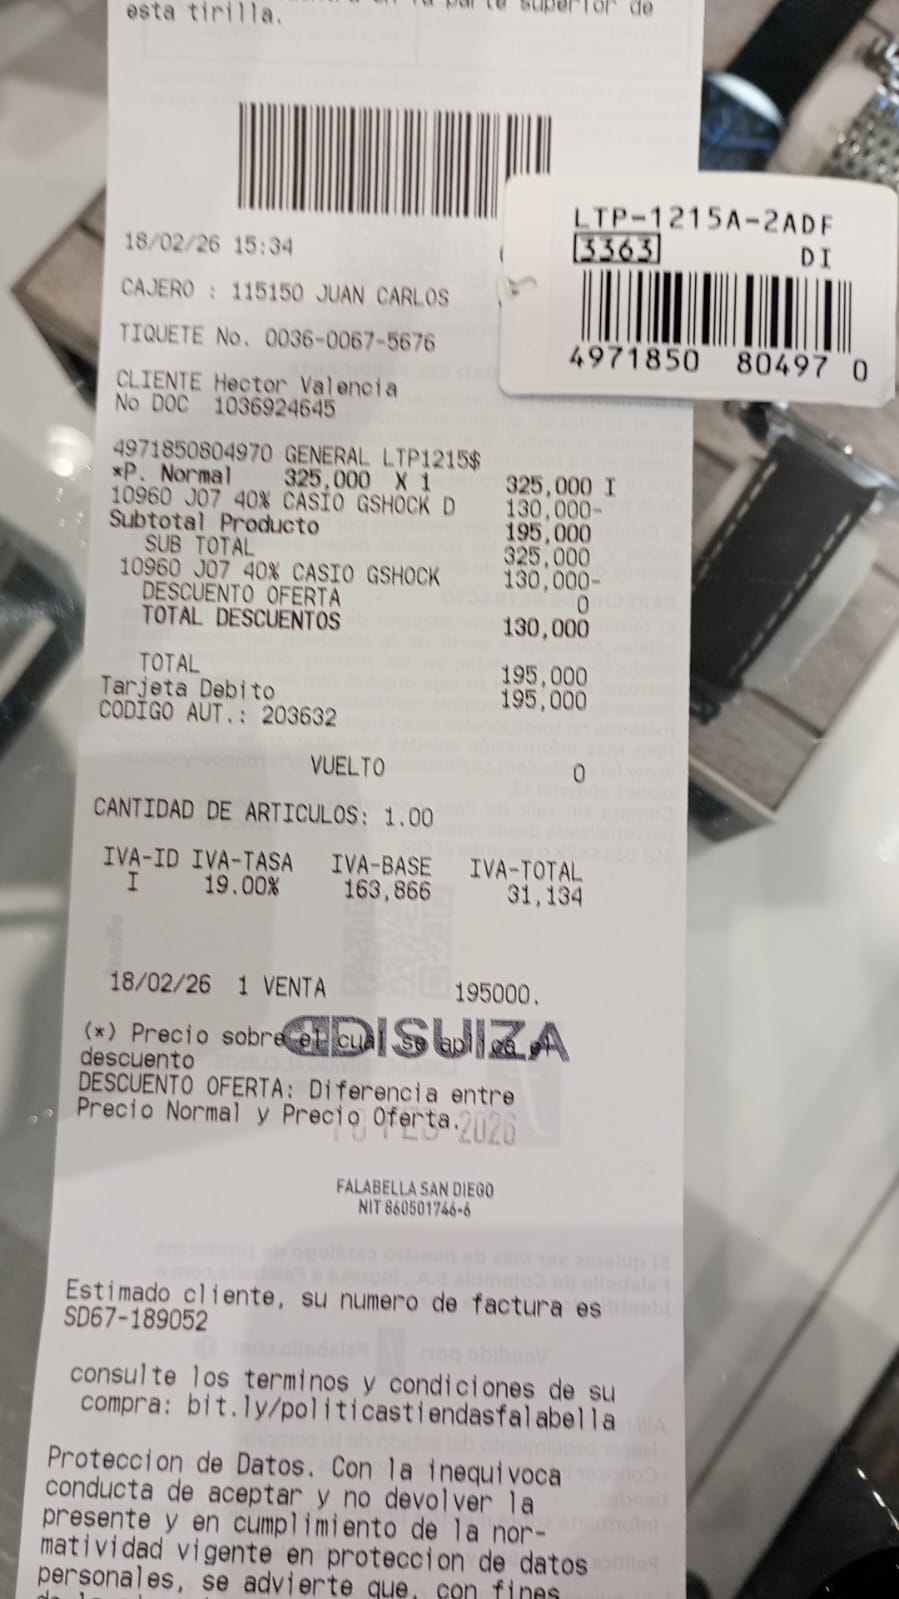 esta tirilla.
LTP-1215A-2ADF
3363 DI
4971850 80497 0
18/02/26 15:34
CAJERO : 115150 JUAN CARLOS
TIQUETE No. 0036-0067-5676
CLIENTE Hector Valencia
No DOC 1036924645
4971850804970 GENERAL LTP1215$
*P. Normal 325,000 X 1 325,000 I
10960 J07 40% CASIO GSHOCK D 130,000-
Subtotal Producto 195,000
SUB TOTAL 325,000
10960 J07 40% CASIO GSHOCK 130,000-
DESCUENTO OFERTA 0
TOTAL DESCUENTOS 130,000
TOTAL 195,000
Tarjeta Debito 195,000
CODIGO AUT.: 203632
VUELTO 0
CANTIDAD DE ARTICULOS: 1.00
IVA-ID IVA-TASA IVA-BASE IVA-TOTAL
I 19.00% 163,866 31,134
18/02/26 1 VENTA 195000.
(*) Precio sobre el cual se aplica el
DISUIZA
descuento
DESCUENTO OFERTA: Diferencia entre
Precio Normal y Precio Oferta.
2026
FALABELLA SAN DIEGO
NIT 860501746-6
Estimado cliente, su numero de factura es
SD67-189052
consulte los terminos y condiciones de su
compra: bit.ly/politicastiendasfalabella
Proteccion de Datos. Con la inequivoca
conducta de aceptar y no devolver la
presente y en cumplimiento de la nor-
matividad vigente en proteccion de datos
personales, se advierte que, con fines